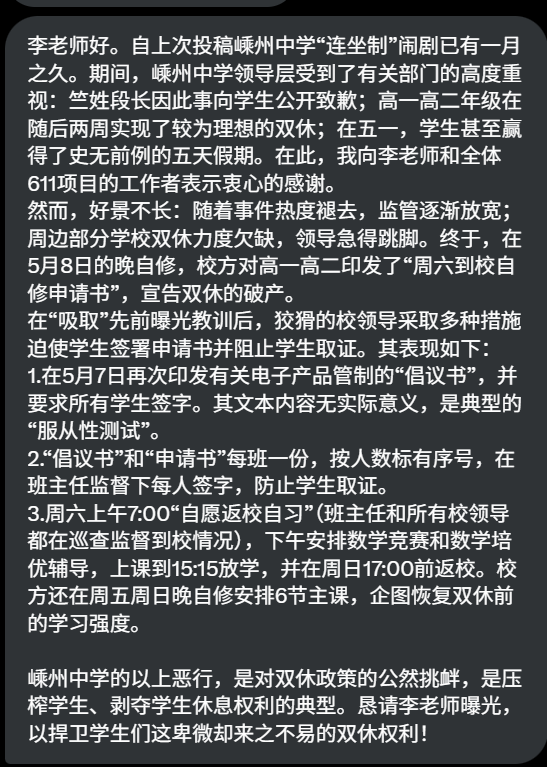 李老师好。自上次投稿嵊州中学“连坐制”闹剧已有一月
之久。期间，嵊州中学领导层受到了有关部门的高度重
视：竺姓段长因此事向学生公开致歉；高一高二年级在
随后两周实现了较为理想的双休；在五一，学生甚至赢
得了史无前例的五天假期。在此，我向李老师和全体
611项目的工作者表示衷心的感谢。
然而，好景不长：随着事件热度褪去，监管逐渐放宽；
周边部分学校双休力度欠缺，领导急得跳脚。终于，在
5月8日的晚自修，校方对高一高二印发了“周六到校自
修申请书”，宣告双休的破产。
在“吸取”先前曝光教训后，狡猾的校领导采取多种措施
迫使学生签署申请书并阻止学生取证。其表现如下：
1.在5月7日再次印发有关电子产品管制的“倡议书”，并
要求所有学生签字。其文本内容无实际意义，是典型的
“服从性测试”。
2.“倡议书”和“申请书”每班一份，按人数标有序号，在
班主任监督下每人签字，防止学生取证。
3.周六上午7:00“自愿返校自习”（班主任和所有校领导
都在巡查监督到校情况），下午安排数学竞赛和数学培
优辅导，上课到15:15放学，并在周日17:00前返校。校
方还在周五周日晚自修安排6节主课，企图恢复双休前
的学习强度。
嵊州中学的以上恶行，是对双休政策的公然挑衅，是压
榨学生、剥夺学生休息权利的典型。恳请李老师曝光，
以捍卫学生们这卑微却来之不易的双休权利！